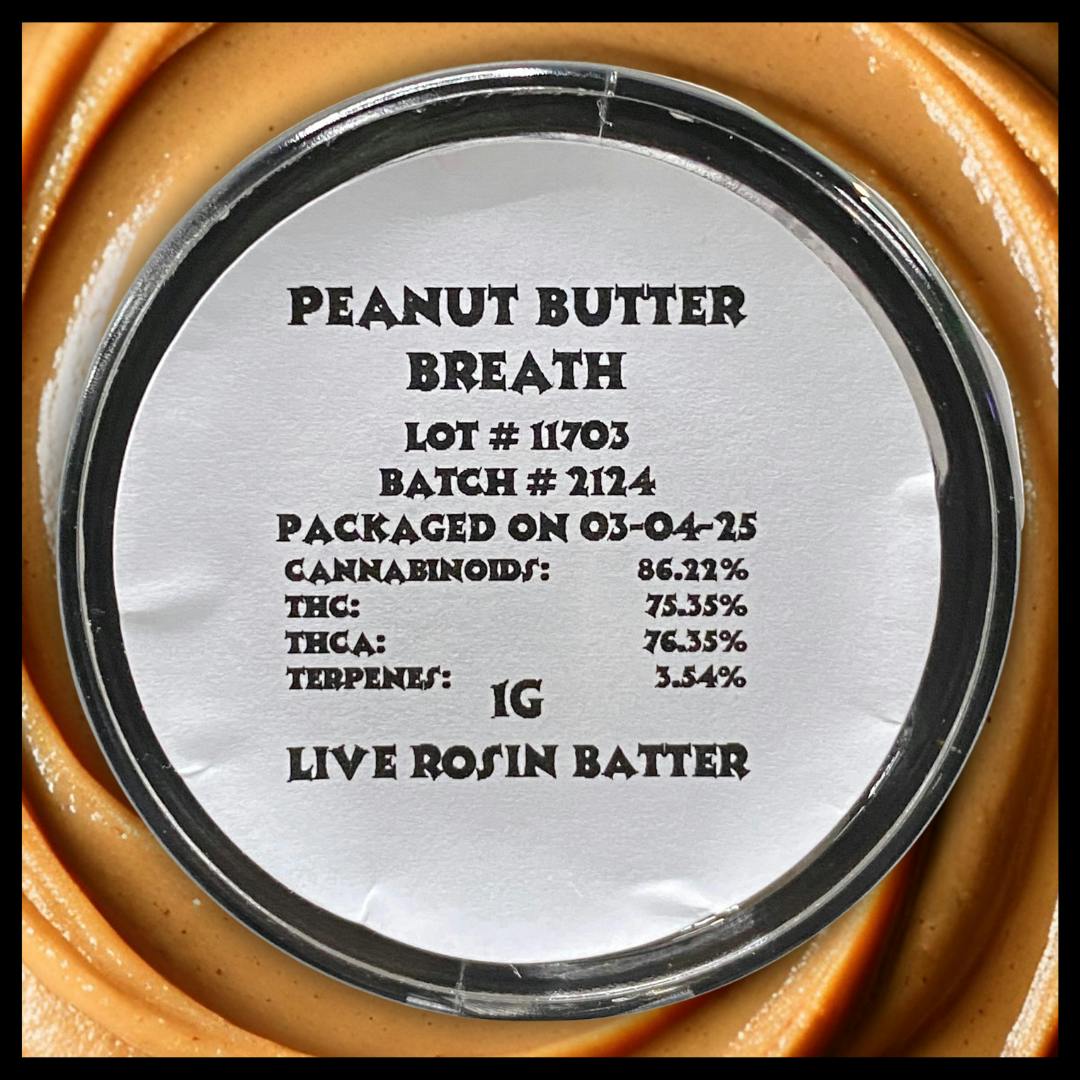 PEANUT BUTTER
BREATH
LOT # 11703
BATCH # 2124
PACKAGED ON 03-04-25
CANNABINOIDS: 86.22%
THC: 75.35%
THCA: 76.35%
TERPENES: 3.54%
1G
LIVE ROSIN BATTER